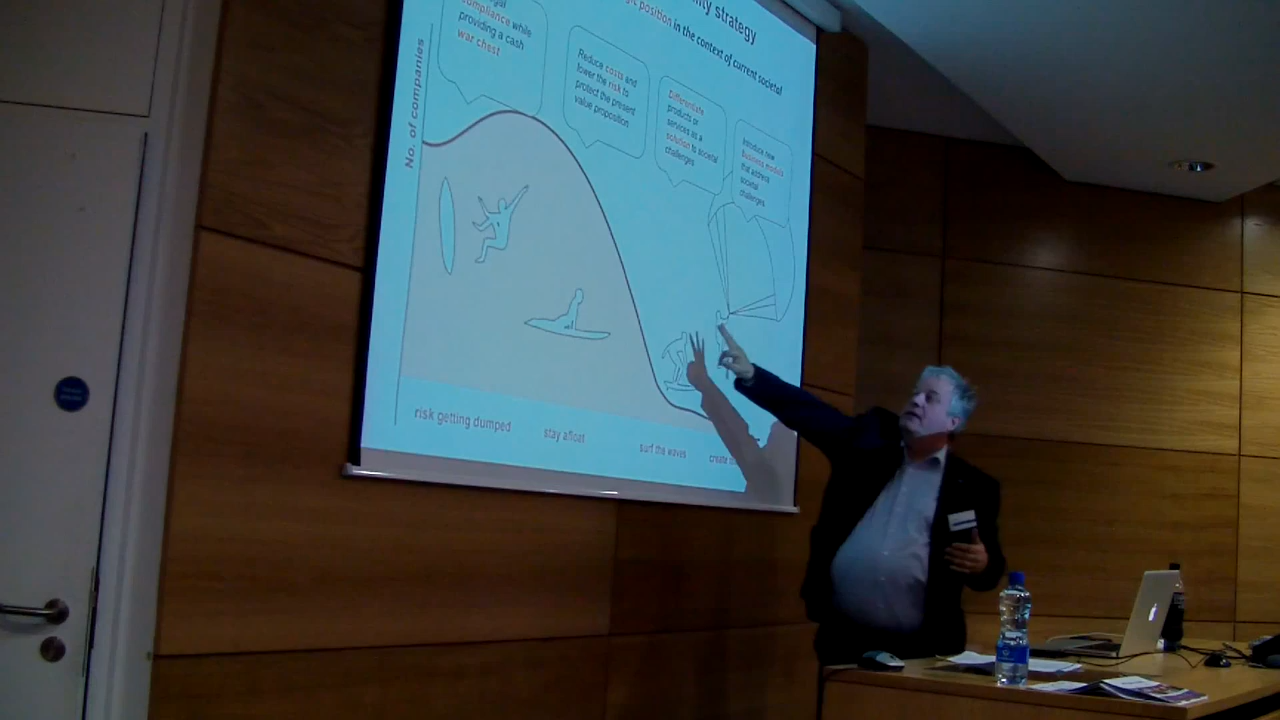 strategy
position in the context of current societal
compliance while
providing a cash
war chest
Reduce costs and
lower the risk to
protect the present
value proposition
Differentiate
products or
services as a
solution to societal
challenges
Introduce new
business models
that address
societal
challenges
No. of companies
risk getting dumped
stay afloat
surf the waves
create